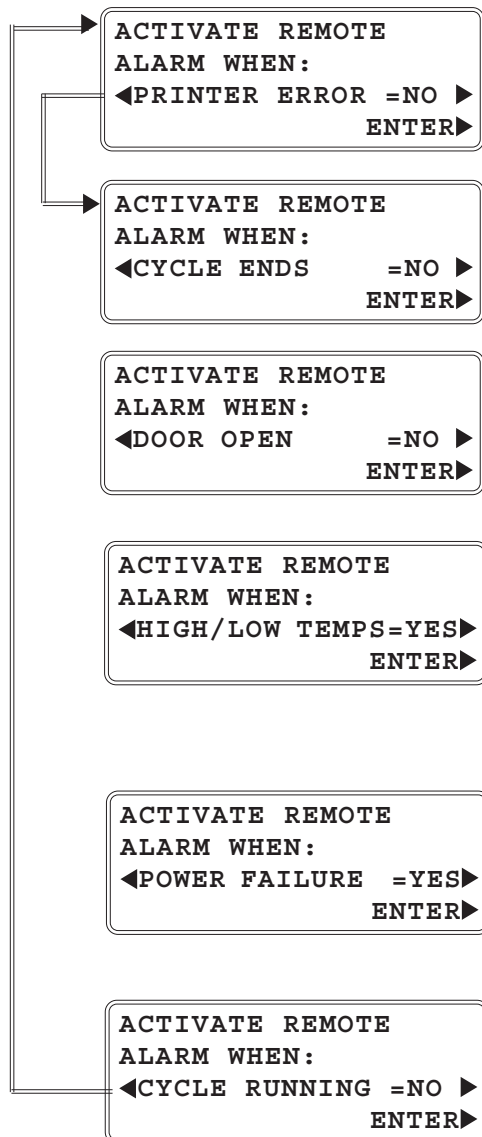 ACTIVATE REMOTE
ALARM WHEN:
◀PRINTER ERROR =NO ▶
ENTER▶
ACTIVATE REMOTE
ALARM WHEN:
◀CYCLE ENDS =NO ▶
ENTER▶
ACTIVATE REMOTE
ALARM WHEN:
◀DOOR OPEN =NO ▶
ENTER▶
ACTIVATE REMOTE
ALARM WHEN:
◀HIGH/LOW TEMPS=YES▶
ENTER▶
ACTIVATE REMOTE
ALARM WHEN:
◀POWER FAILURE =YES▶
ENTER▶
ACTIVATE REMOTE
ALARM WHEN:
◀CYCLE RUNNING =NO ▶
ENTER▶